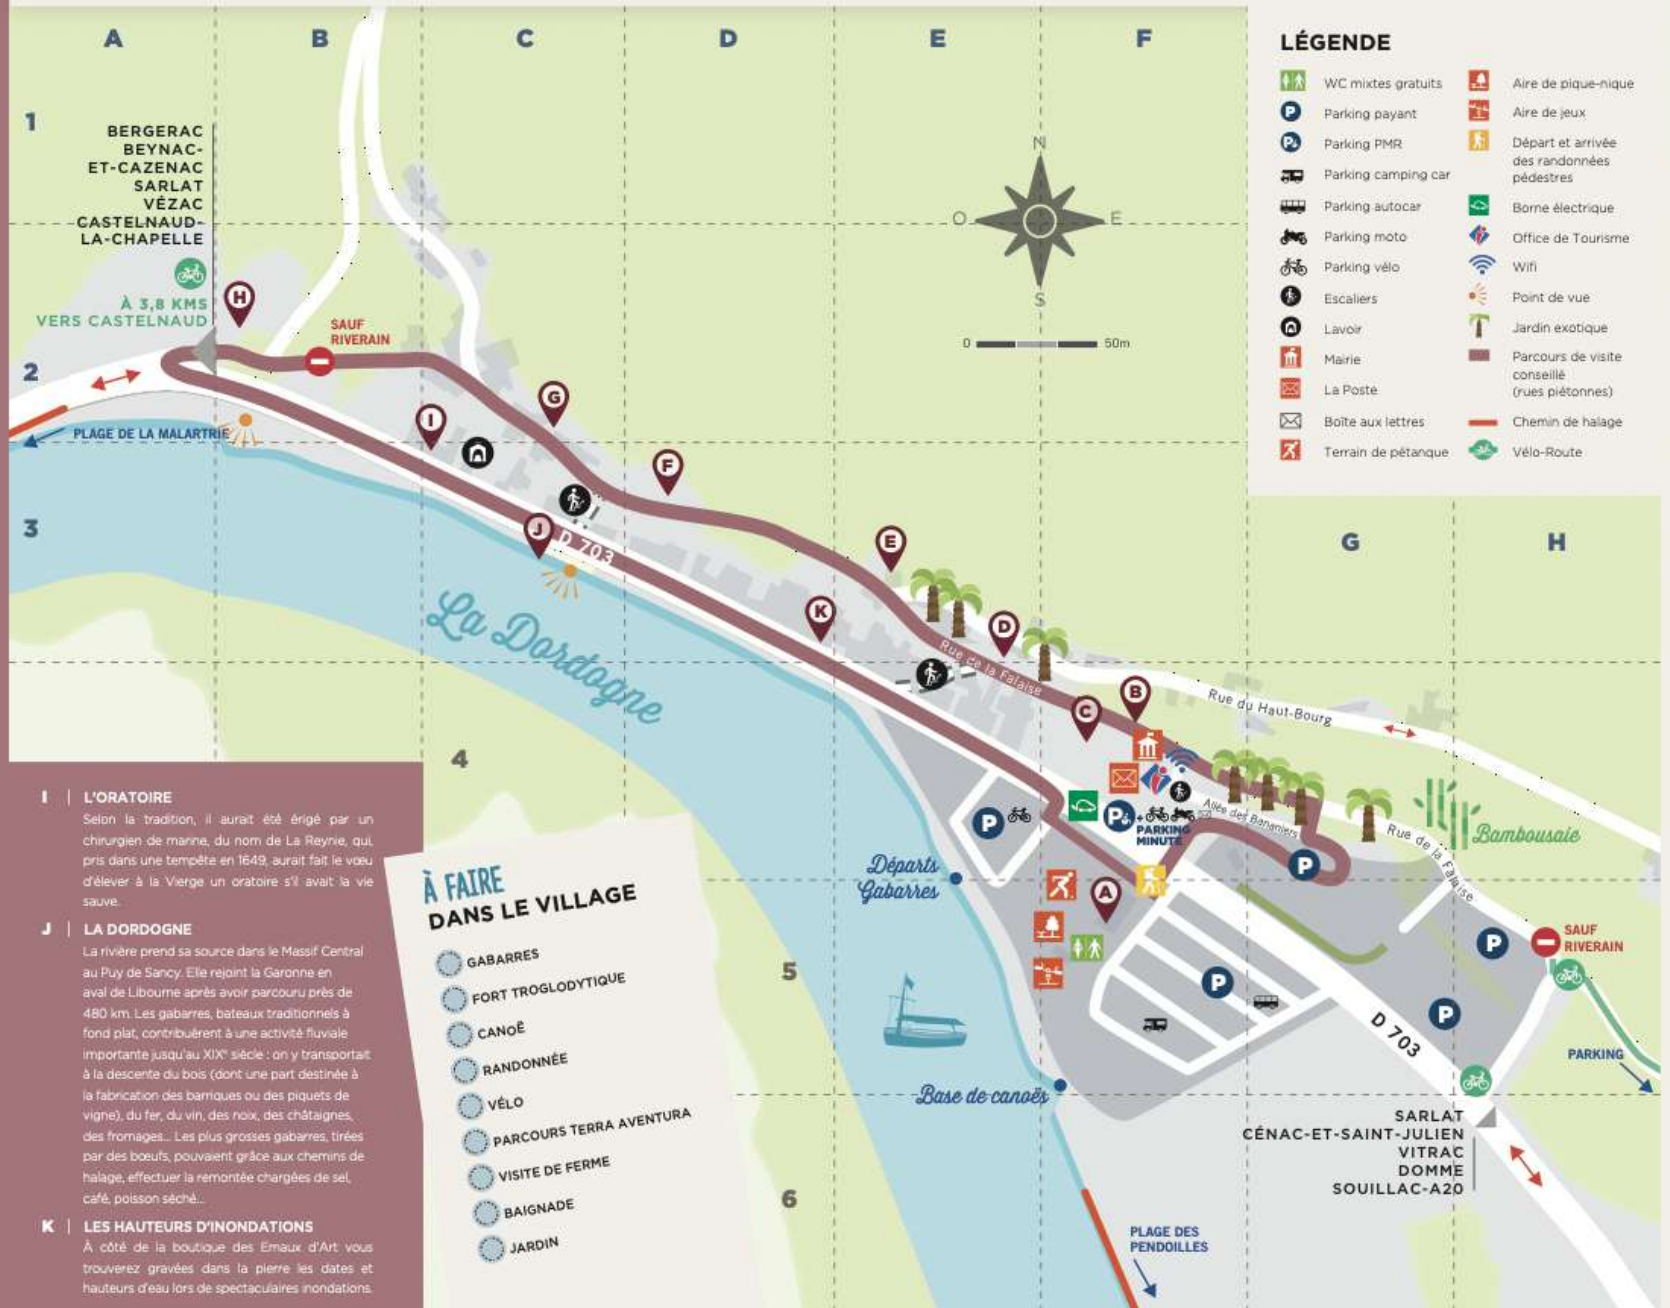 A
B
C
D
E
F
1
2
3
4
5
6
G
H
BERGERAC
BEYNAC-
ET-CAZENAC
SARLAT
VÉZAC
CASTELNAUD-
LA-CHAPELLE
À 3,8 KMS
VERS CASTELNAUD
H
SAUF
RIVERAIN
PLAGE DE LA MALARTRIE
I
G
F
J
D 703
E
K
D
La Dordogne
N
O
E
S
0
50m
Rue de la Falaise
Rue du Haut-Bourg
C
B
P
P
+
PARKING
MINUTE
Allée des Bananiers
P
Rue de la Falaise
Bambousaie
Départs
Gabarres
A
P
P
P
SAUF
RIVERAIN
D 703
PARKING
Base de canoës
SARLAT
CÉNAC-ET-SAINT-JULIEN
VITRAC
DOMME
SOUILLAC-A20
PLAGE DES
PENDOILLES
LÉGENDE
WC mixtes gratuits
P Parking payant
P Parking PMR
Parking camping car
Parking autocar
Parking moto
Parking vélo
Escaliers
Lavoir
Mairie
La Poste
Boîte aux lettres
Terrain de pétanque
Aire de pique-nique
Aire de jeux
Départ et arrivée
des randonnées
pédestres
Borne électrique
Office de Tourisme
Wifi
Point de vue
Jardin exotique
Parcours de visite
conseillé
(rues piétonnes)
Chemin de halage
Vélo-Route
I | L'ORATOIRE
Selon la tradition, il aurait été érigé par un
chirurgien de marine, du nom de La Reynie, qui,
pris dans une tempête en 1649, aurait fait le vœu
d'élever à la Vierge un oratoire s'il avait la vie
sauve.
J | LA DORDOGNE
La rivière prend sa source dans le Massif Central
au Puy de Sancy. Elle rejoint la Garonne en
aval de Libourne après avoir parcouru près de
480 km. Les gabarres, bateaux traditionnels à
fond plat, contribuèrent à une activité fluviale
importante jusqu'au XIXe siècle : on y transportait
à la descente du bois (dont une part destinée à
la fabrication des barriques ou des piquets de
vigne), du fer, du vin, des noix, des châtaignes,
des fromages... Les plus grosses gabarres, tirées
par des bœufs, pouvaient grâce aux chemins de
halage, effectuer la remontée chargées de sel,
café, poisson séché...
K | LES HAUTEURS D'INONDATIONS
À côté de la boutique des Emaux d'Art vous
trouverez gravées dans la pierre les dates et
hauteurs d'eau lors de spectaculaires inondations.
À FAIRE
DANS LE VILLAGE
GABARRES
FORT TROGLODYTIQUE
CANOË
RANDONNÉE
VÉLO
PARCOURS TERRA AVENTURA
VISITE DE FERME
BAIGNADE
JARDIN